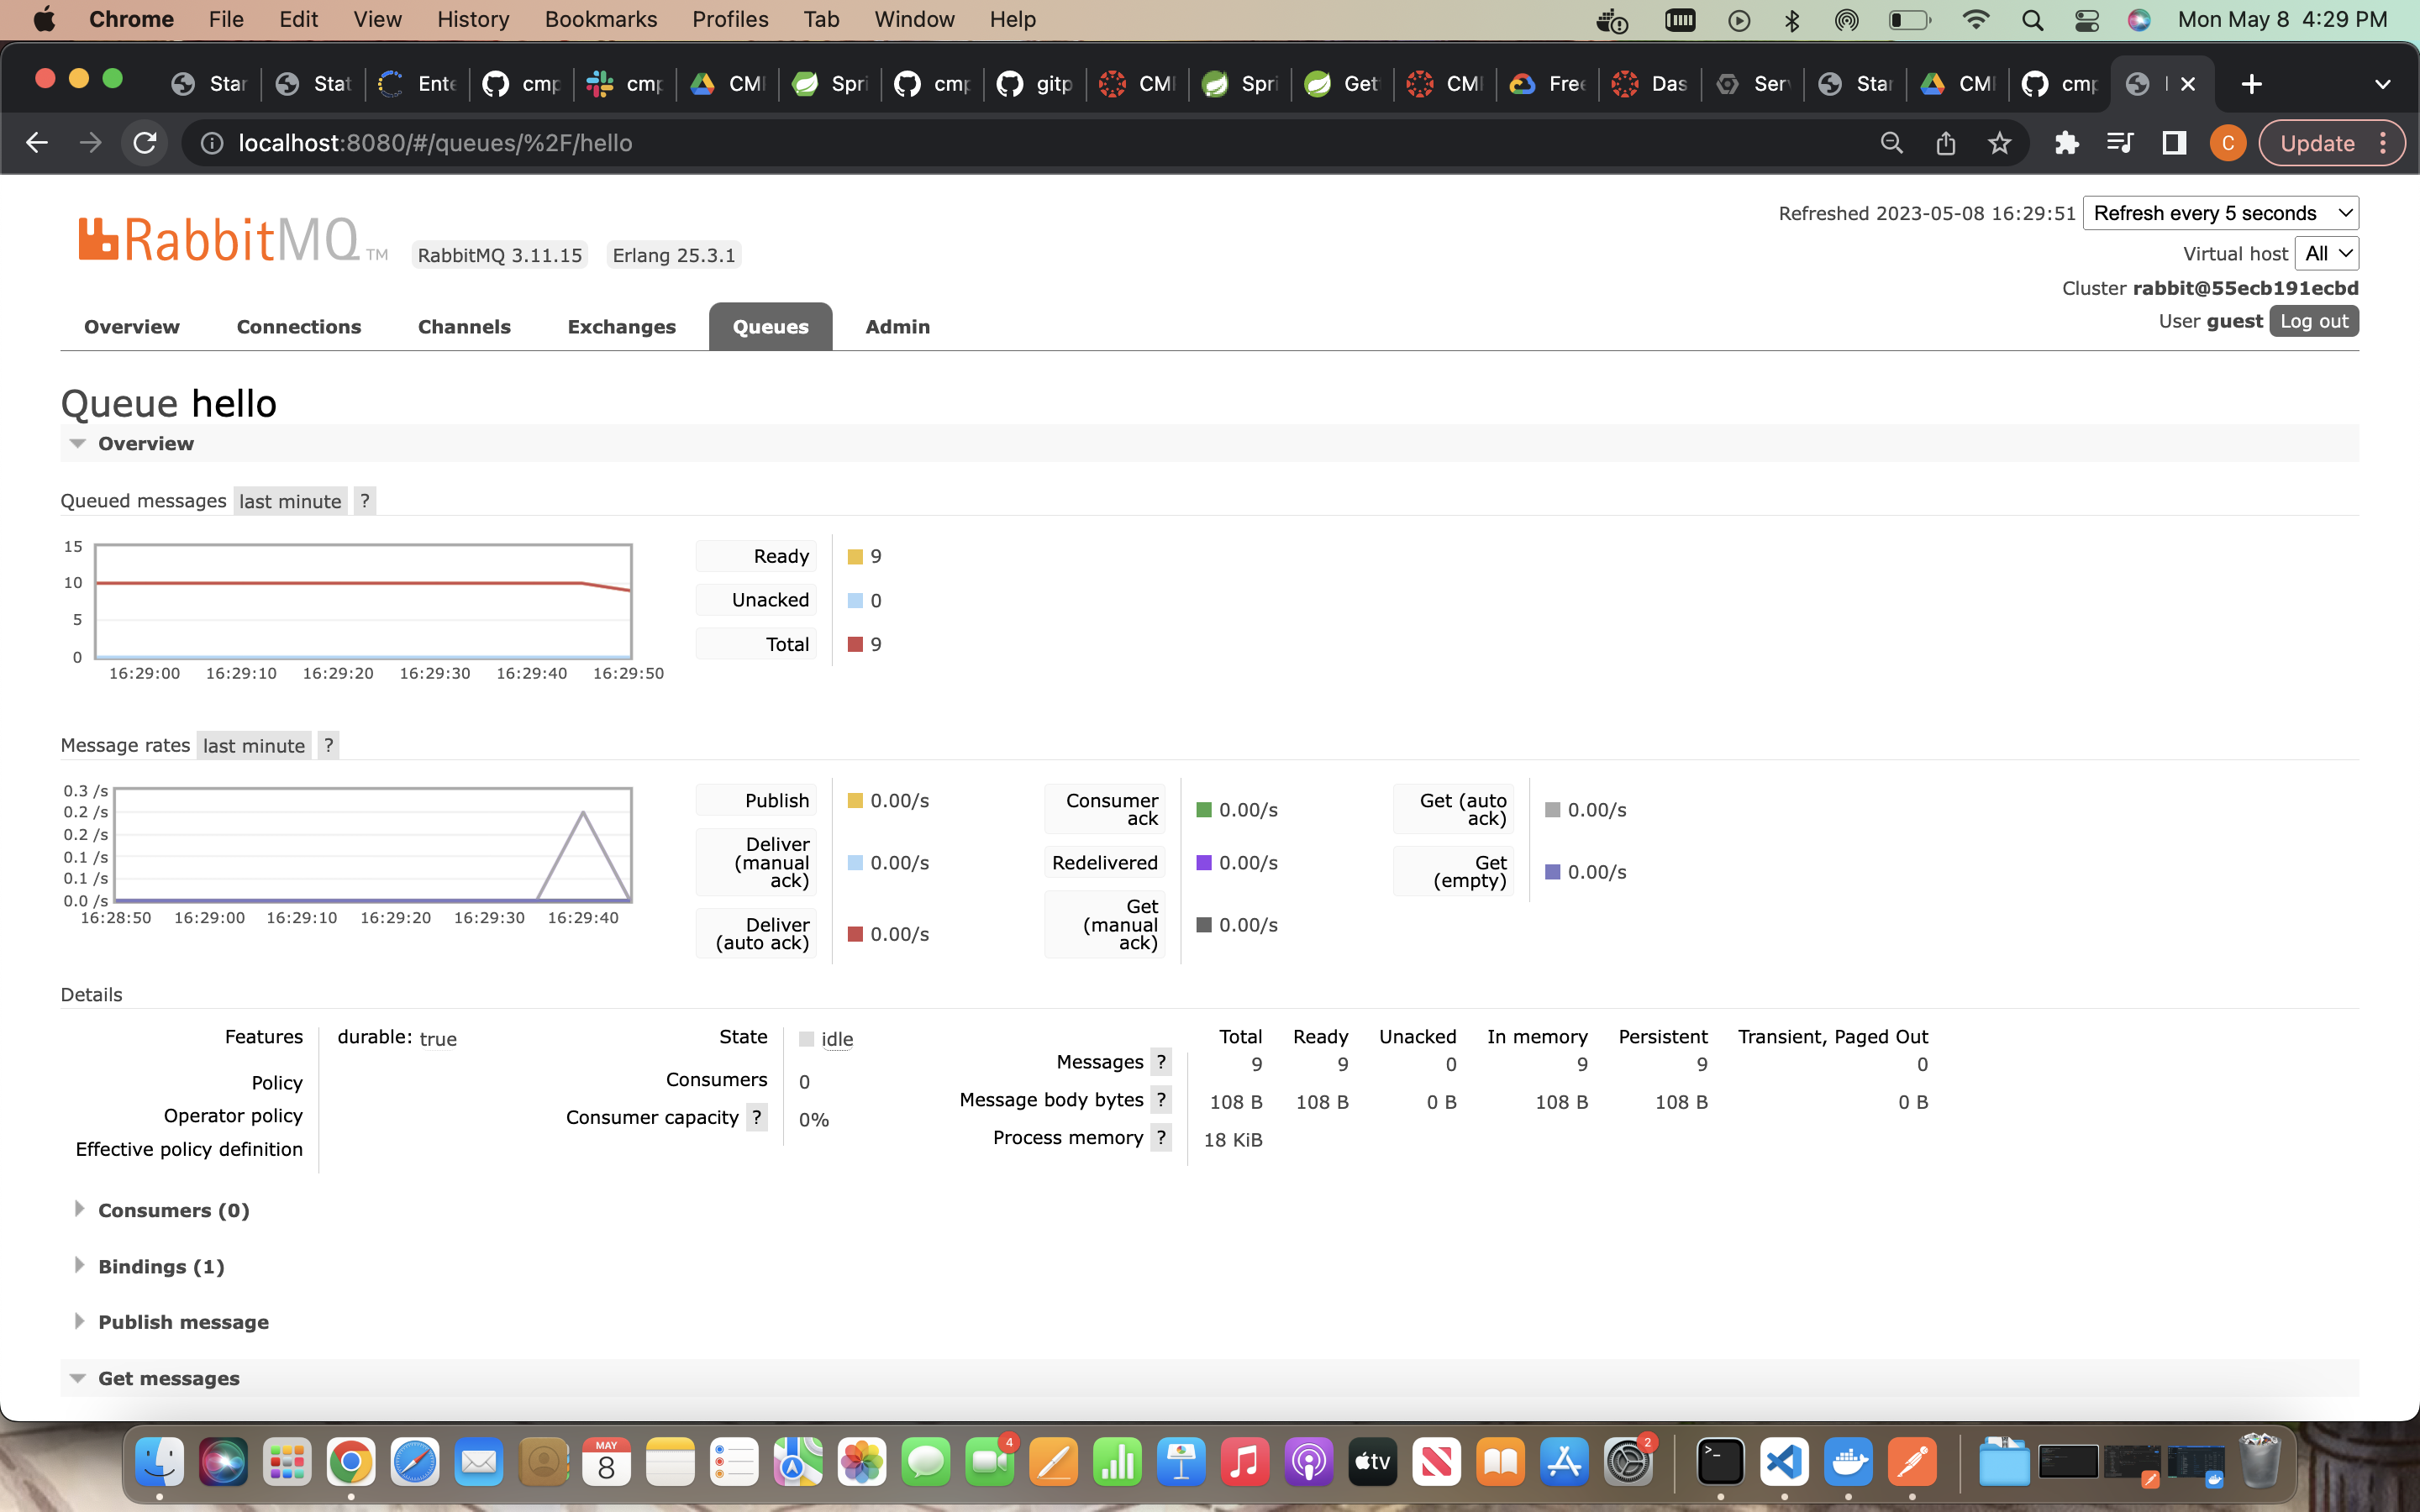 Chrome File Edit View History Bookmarks Profiles Tab Window Help Mon May 8 4:29 PM
Star Stat Ente cmp cmp CMI Spri cmp gitp CMI Spri Get CMI Free Das Serv Star CMI cmp
localhost:8080/#/queues/%2F/hello C Update
Refreshed 2023-05-08 16:29:51 Refresh every 5 seconds
RabbitMQ TM RabbitMQ 3.11.15 Erlang 25.3.1
Virtual host All
Cluster rabbit@55ecb191ecbd
User guest Log out
Overview Connections Channels Exchanges Queues Admin
Queue hello
Overview
Queued messages last minute ?
15
10
5
0
16:29:00 16:29:10 16:29:20 16:29:30 16:29:40 16:29:50
Ready 9
Unacked 0
Total 9
Message rates last minute ?
0.3 /s
0.2 /s
0.2 /s
0.1 /s
0.1 /s
0.0 /s
16:28:50 16:29:00 16:29:10 16:29:20 16:29:30 16:29:40
Publish 0.00/s
Deliver (manual ack) 0.00/s
Deliver (auto ack) 0.00/s
Consumer ack 0.00/s
Redelivered 0.00/s
Get (manual ack) 0.00/s
Get (auto ack) 0.00/s
Get (empty) 0.00/s
Details
Features durable: true
Policy
Operator policy
Effective policy definition
State idle
Consumers 0
Consumer capacity ? 0%
Total Ready Unacked In memory Persistent Transient, Paged Out
Messages ? 9 9 0 9 9 0
Message body bytes ? 108 B 108 B 0 B 108 B 108 B 0 B
Process memory ? 18 KiB
Consumers (0)
Bindings (1)
Publish message
Get messages
MAY
8
4
tv
2